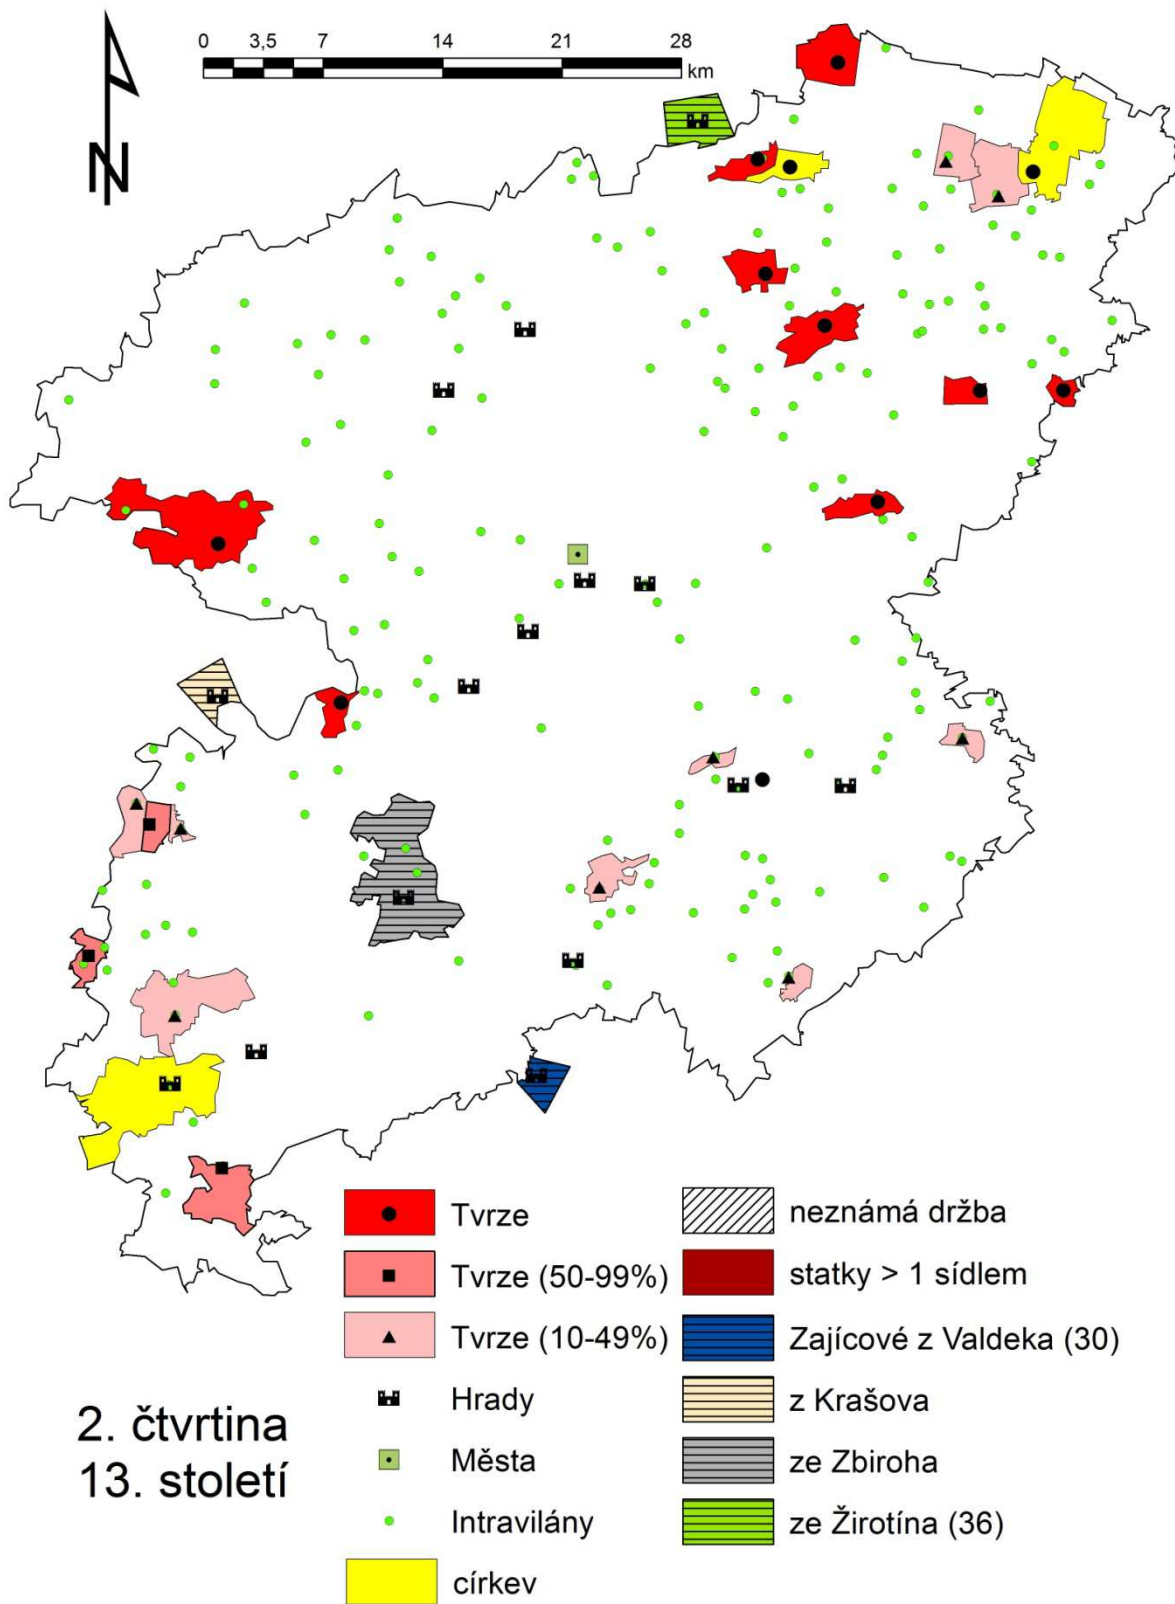 0 3,5 7 14 21 28
km
N
Tvrze
Tvrze (50-99%)
Tvrze (10-49%)
Hrady
Města
Intravilány
církev
neznámá držba
statky > 1 sídlem
Zajícové z Valdeka (30)
z Krašova
ze Zbiroha
ze Žirotína (36)
2. čtvrtina
13. století